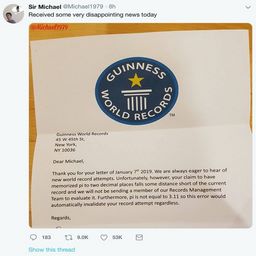 Sir Michael @Michael1979 · 8h
Received some very disappointing news today
@Michael1979
GUINNESS
WORLD RECORDS
TM
Guinness World Records
45 W 45th St,
New York,
NY 10036
Dear Michael,
Thank you for your letter of January 7th 2019. We are always eager to hear of
new world record attempts. Unfortunately, however, your claim to have
memorized pi to two decimal places falls some distance short of the current
record and we will not be sending a member of our Records Management
Team to evaluate it. Furthermore, pi is not equal to 3.11 so this error would
automatically invalidate your record attempt regardless.
Regards,
183 9.0K 53K
Show this thread